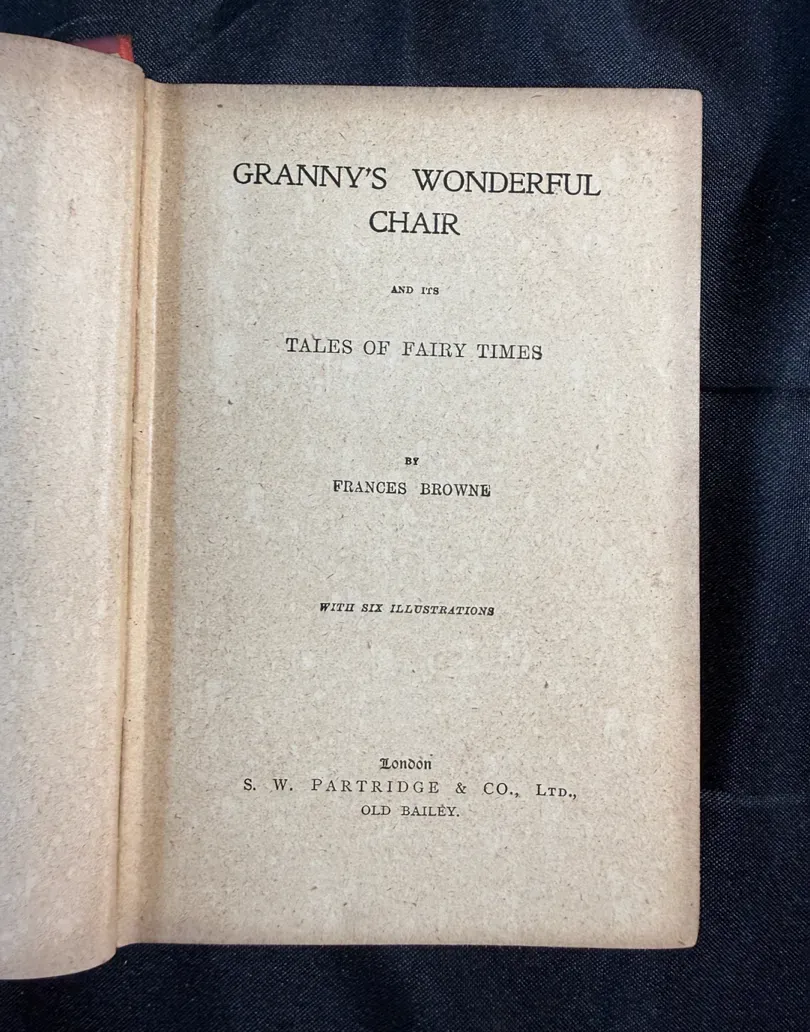 GRANNY'S WONDERFUL
CHAIR
AND ITS
TALES OF FAIRY TIMES
BY
FRANCES BROWNE
WITH SIX ILLUSTRATIONS
London
S. W. PARTRIDGE & CO., LTD.,
OLD BAILEY.